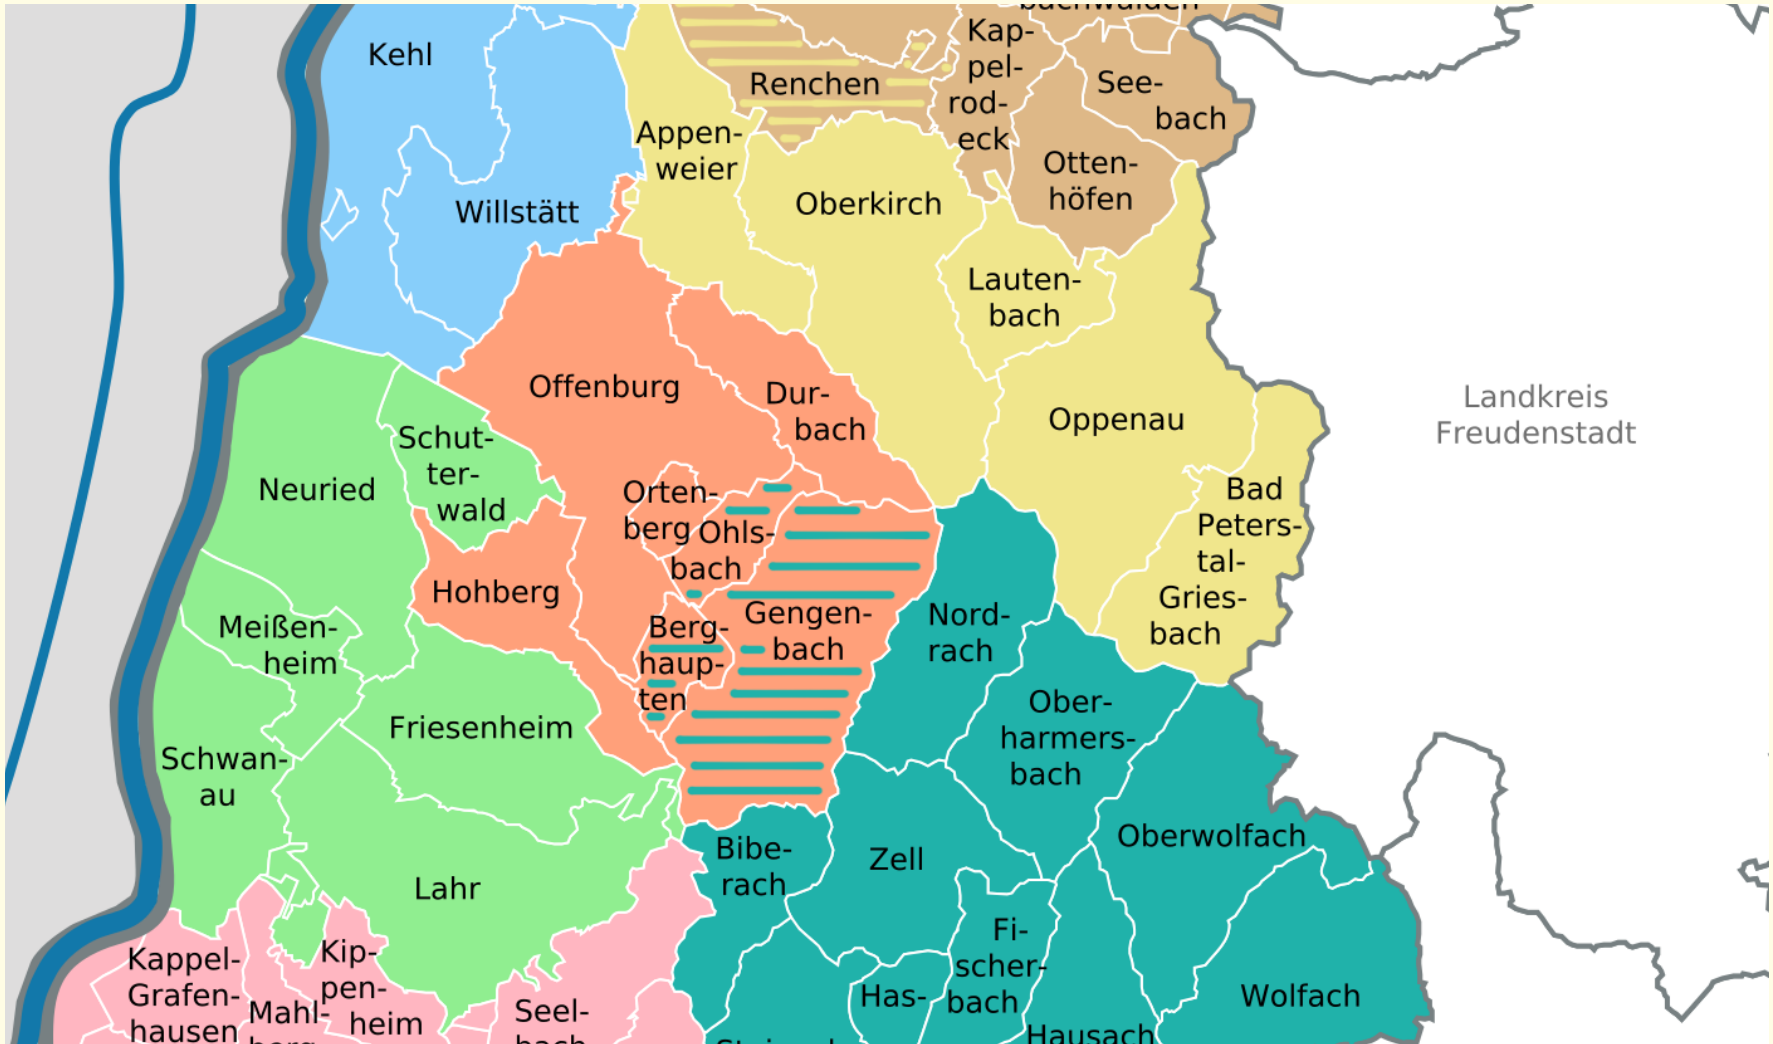 bachwalden
Kehl
Kap-
pel-
rod-
eck
Renchen
See-
bach
Appen-
weier
Otten-
höfen
Willstätt
Oberkirch
Lauten-
bach
Offenburg
Dur-
bach
Landkreis
Freudenstadt
Oppenau
Schut-
ter-
wald
Neuried
Orten-
berg
Ohls-
bach
Bad
Peters-
tal-
Gries-
bach
Hohberg
Gengen-
bach
Nord-
rach
Berg-
haup-
ten
Meißen-
heim
Friesenheim
Ober-
harmers-
bach
Schwan-
au
Oberwolfach
Bibe-
rach
Zell
Lahr
Fi-
scher-
bach
Kappel-
Grafen-
hausen
Kip-
pen-
heim
Mahl-
berg
Seel-
bach
Has-
Wolfach
Hausach